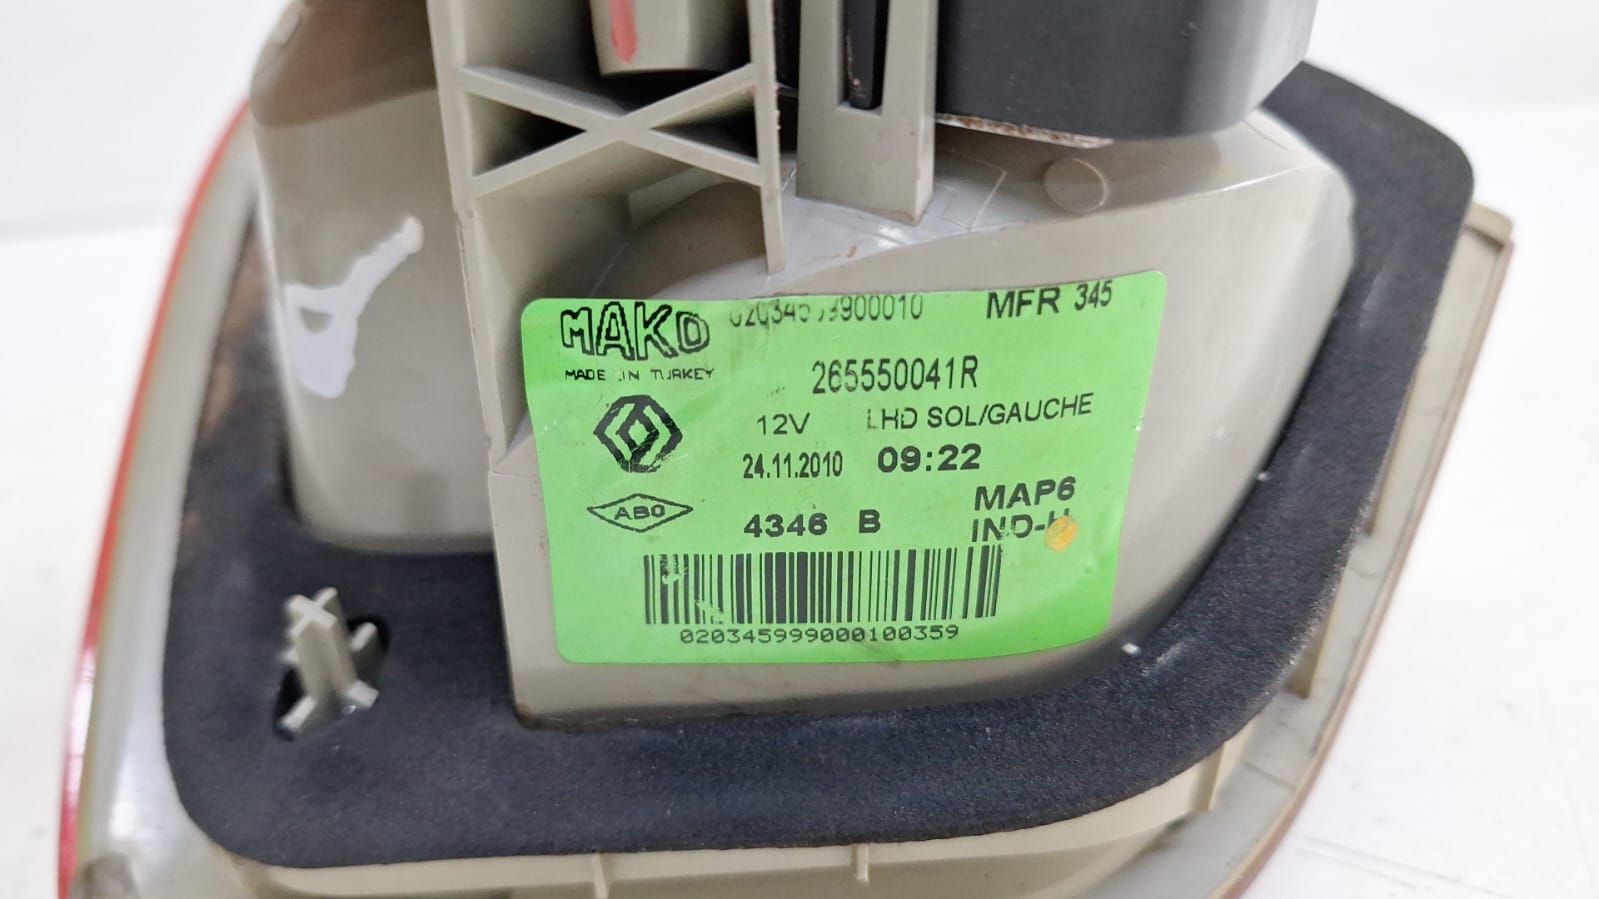 MAKO
MFR 345
MADE IN TURKEY
265550041R
12V LHD SOL/GAUCHE
24.11.2010 09:22
ABO
4346 B
MAP6
020345999000100359